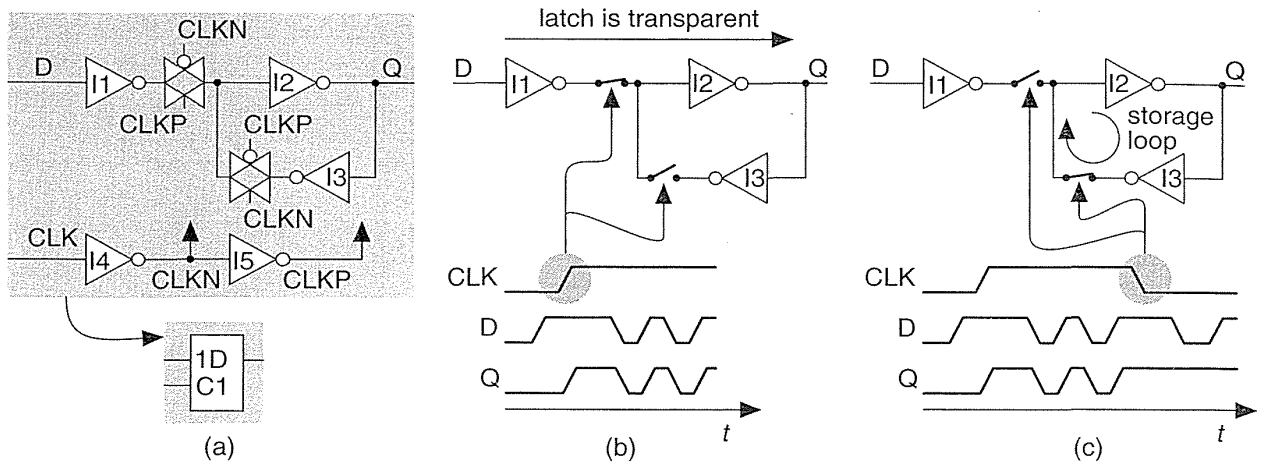 CLKN
D
I1
I2
Q
CLKP
CLKP
I3
CLKN
CLK
I4
I5
CLKN
CLKP
1D
C1
(a)
latch is transparent
D
I1
I2
Q
I3
CLK
D
Q
t
(b)
D
I1
I2
Q
storage
loop
I3
CLK
D
Q
t
(c)